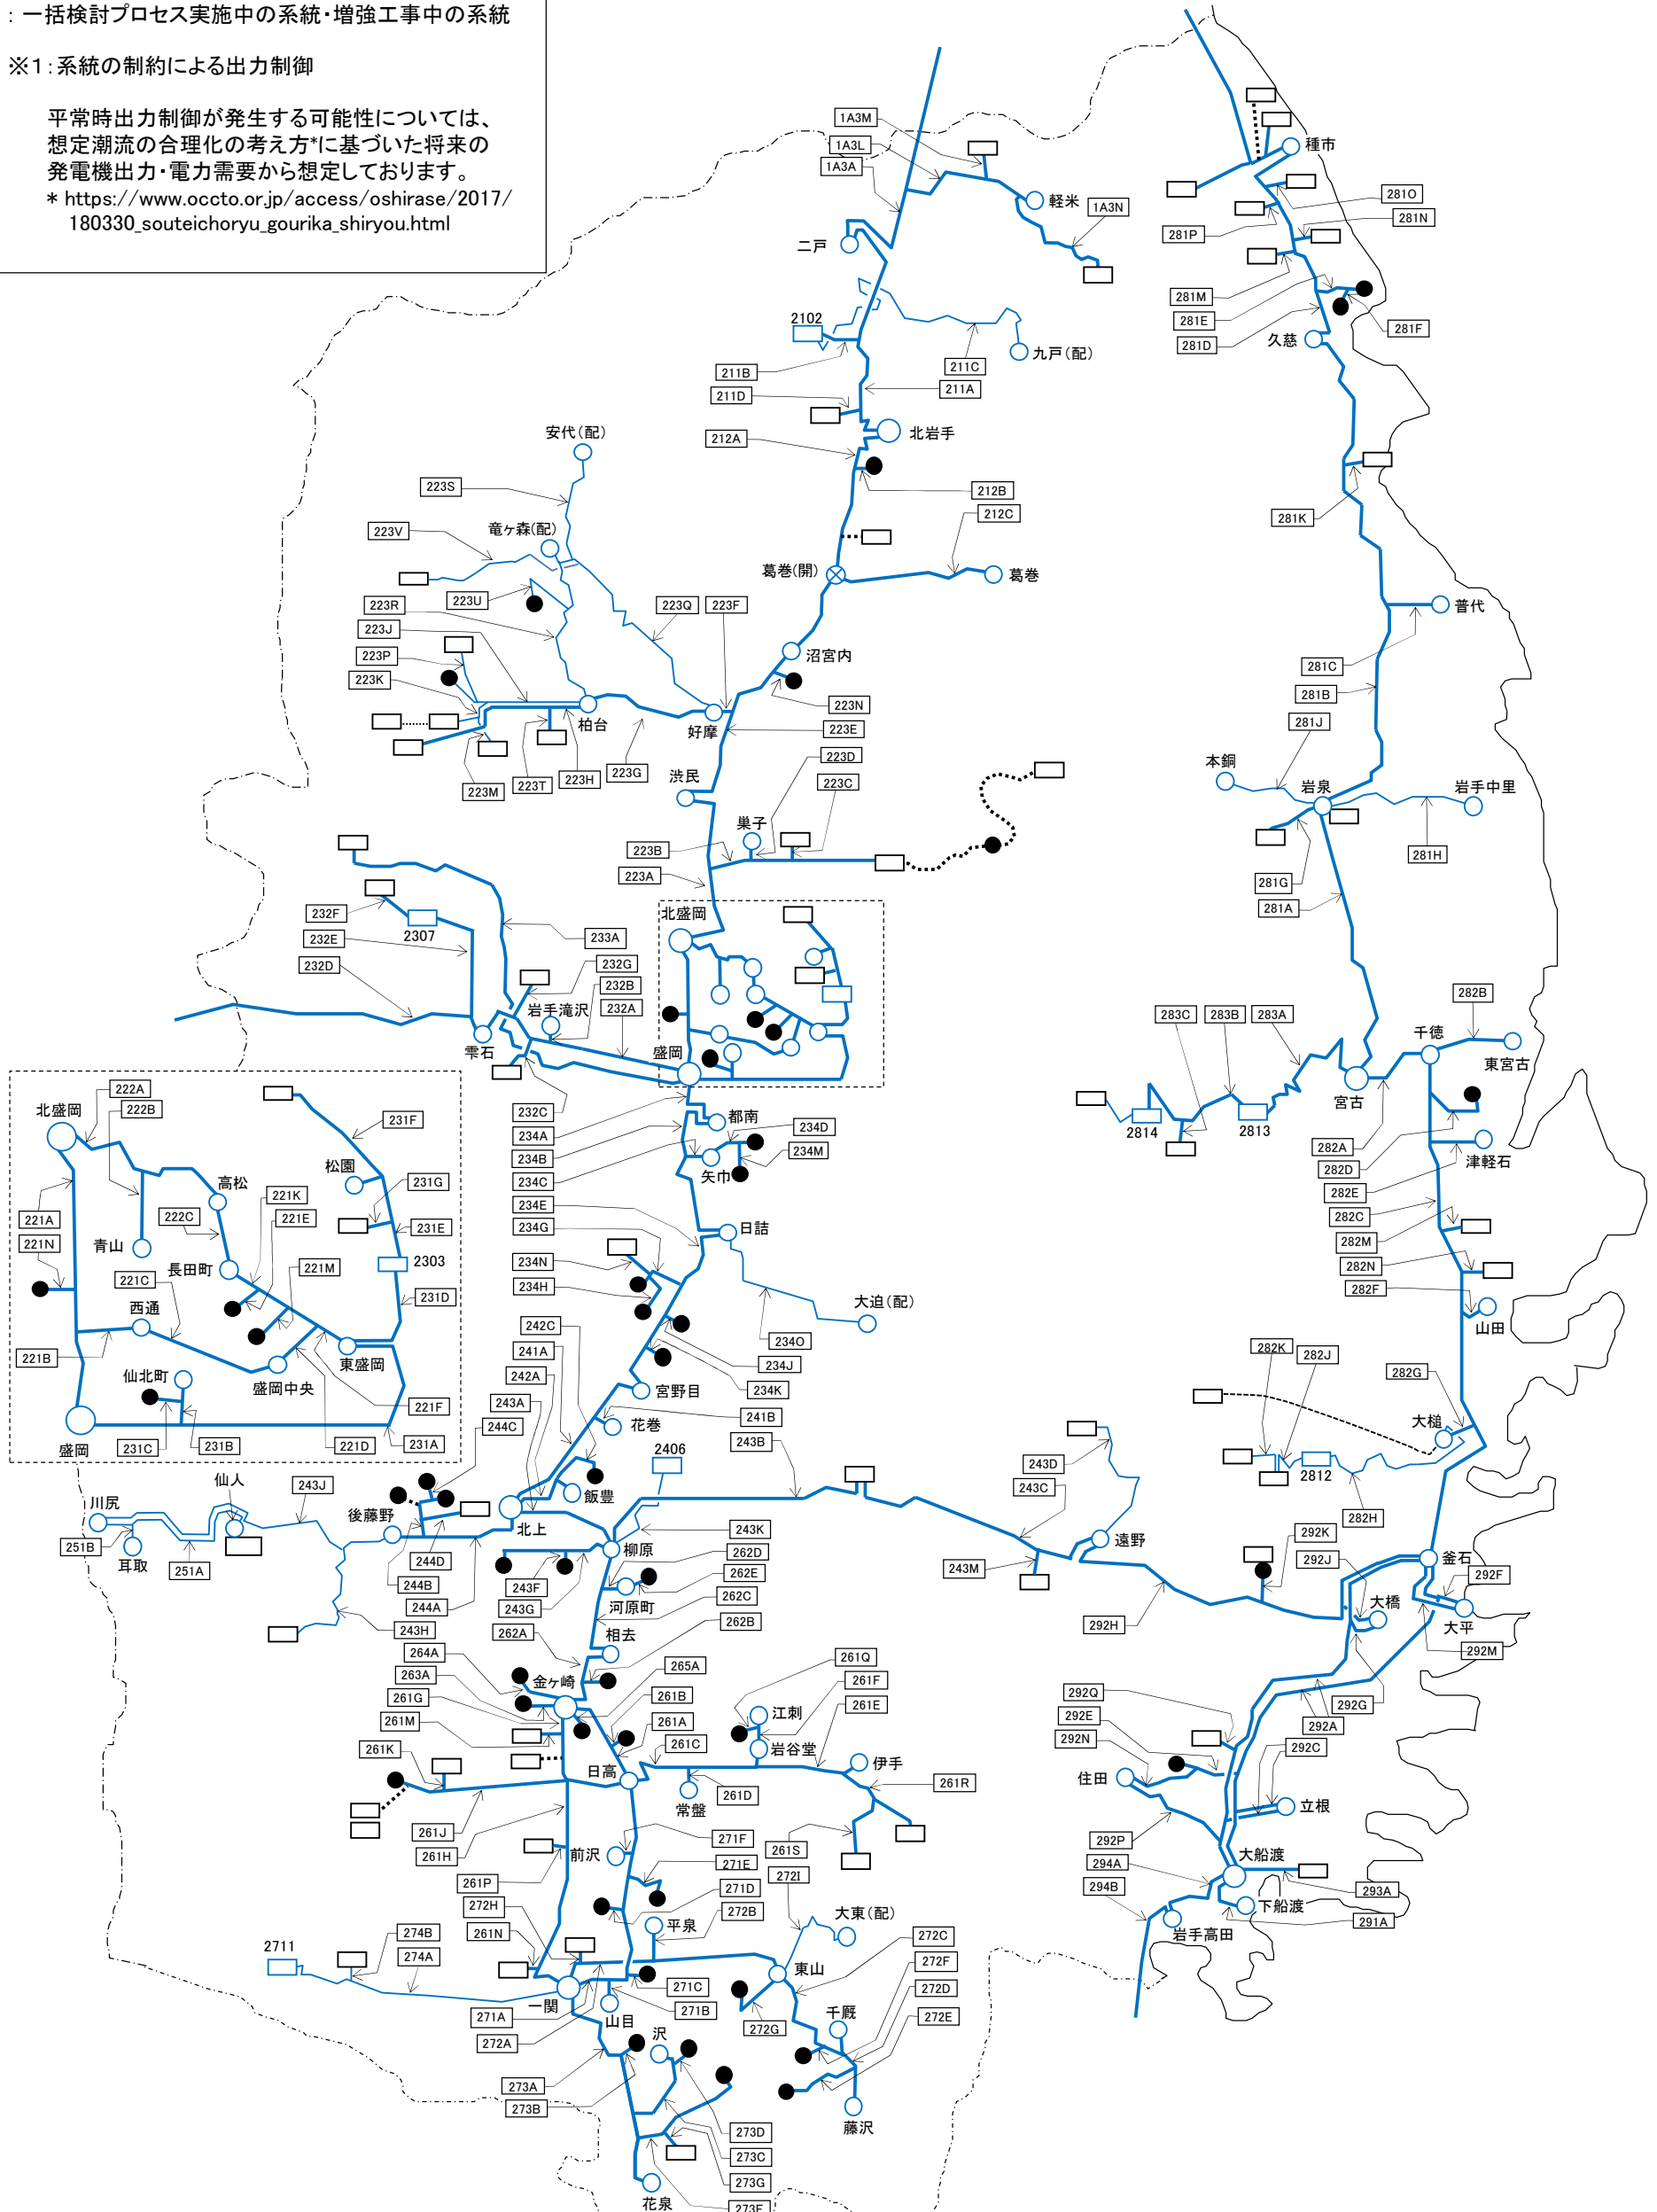 ：一括検討プロセス実施中の系統・増強工事中の系統
※1：系統の制約による出力制御
平常時出力制御が発生する可能性については、
想定潮流の合理化の考え方*に基づいた将来の
発電機出力・電力需要から想定しております。
* https://www.occto.or.jp/access/oshirase/2017/
180330_souteichoryu_gourika_shiryou.html
1A3M
1A3L
1A3A
軽米
1A3N
二戸
2102
九戸（配）
211B
211C
211D
211A
北岩手
212A
212B
212C
葛巻(開)
葛巻
種市
281O
281N
281P
281M
281E
281F
281D
久慈
281K
普代
281C
281B
281J
本銅
岩泉
岩手中里
281H
281G
281A
安代（配）
223S
竜ヶ森(配)
223V
223U
223R
223Q
223F
223J
223P
223K
沼宮内
223N
柏台
好摩
223E
223G
223H
223T
223M
223D
223C
渋民
巣子
223B
223A
北盛岡
232F
2307
232E
232D
233A
232G
232B
232A
岩手滝沢
雫石
盛岡
232C
234A
234B
234C
都南
234D
234M
矢巾
283C
283B
283A
2814
2813
宮古
千徳
282B
東宮古
282A
282D
津軽石
282E
282C
282M
282N
282F
山田
北盛岡
222A
222B
231F
松園
高松
221K
221E
222C
231G
221A
221N
青山
231E
長田町
221M
2303
221C
西通
231D
221B
仙北町
盛岡中央
東盛岡
221F
盛岡
231C
231B
221D
231A
234E
234G
日詰
234N
234H
大迫（配）
234O
234J
234K
242C
241A
242A
243A
244C
宮野目
花巻
241B
243B
2406
飯豊
北上
仙人
243J
川尻
後藤野
251B
耳取
251A
244D
244B
244A
243H
243K
柳原
262D
262E
262C
262B
243F
243G
河原町
262A
相去
243D
243C
遠野
243M
282K
282J
282G
大槌
2812
282H
292K
292J
釜石
292F
大橋
大平
292H
292M
292G
292A
292Q
292E
292N
292C
住田
立根
292P
294A
294B
大船渡
293A
下船渡
291A
岩手高田
264A
263A
261G
261M
261K
金ヶ崎
265A
261B
261A
261C
261Q
261F
261E
江刺
岩谷堂
伊手
日高
常盤
261D
261R
261J
261H
261P
261S
前沢
271F
271E
271D
272I
272H
272B
大東（配）
平泉
261N
272C
272F
272D
272E
2711
274B
274A
一関
東山
271C
271B
271A
272A
山目
272G
千厩
沢
273A
273B
藤沢
273D
273C
273G
花泉